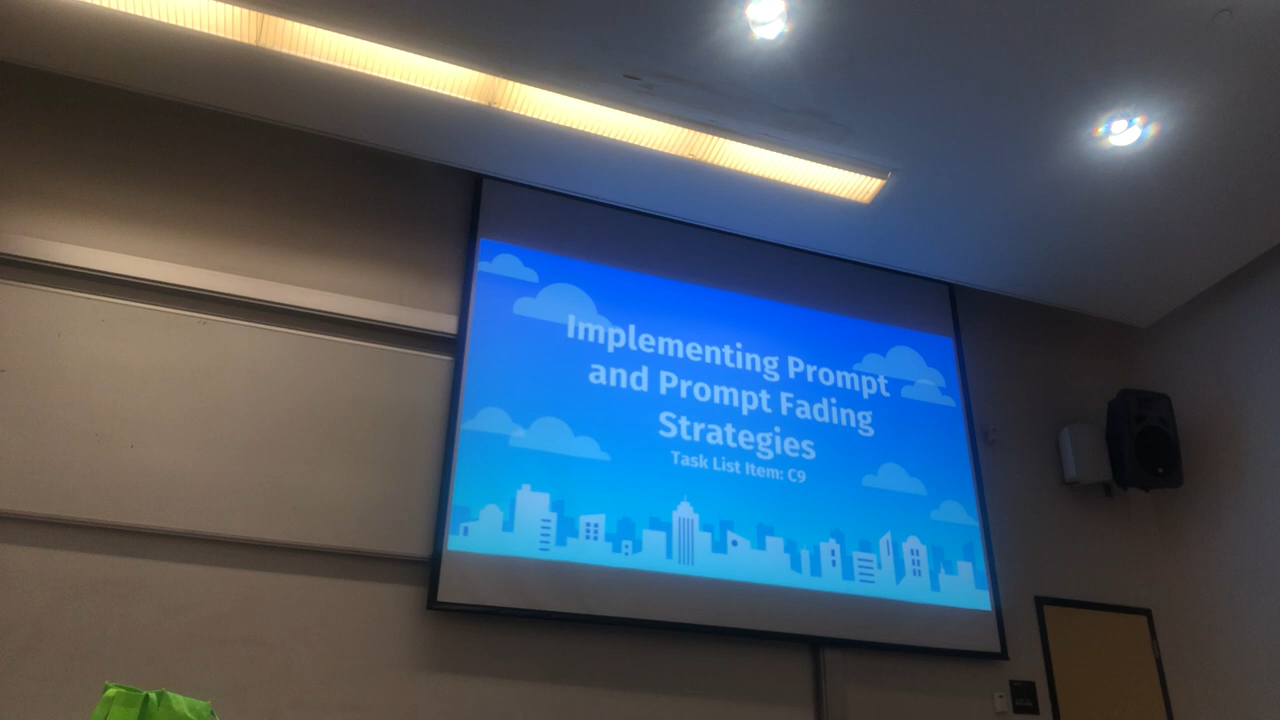 Implementing Prompt
and Prompt Fading
Strategies
Task List Item: C9